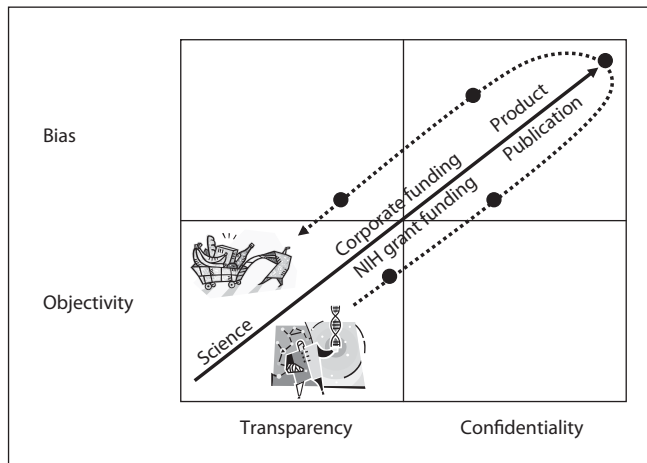 Bias
Product
Publication
Corporate funding
NIH grant funding
Objectivity
Science
Transparency
Confidentiality